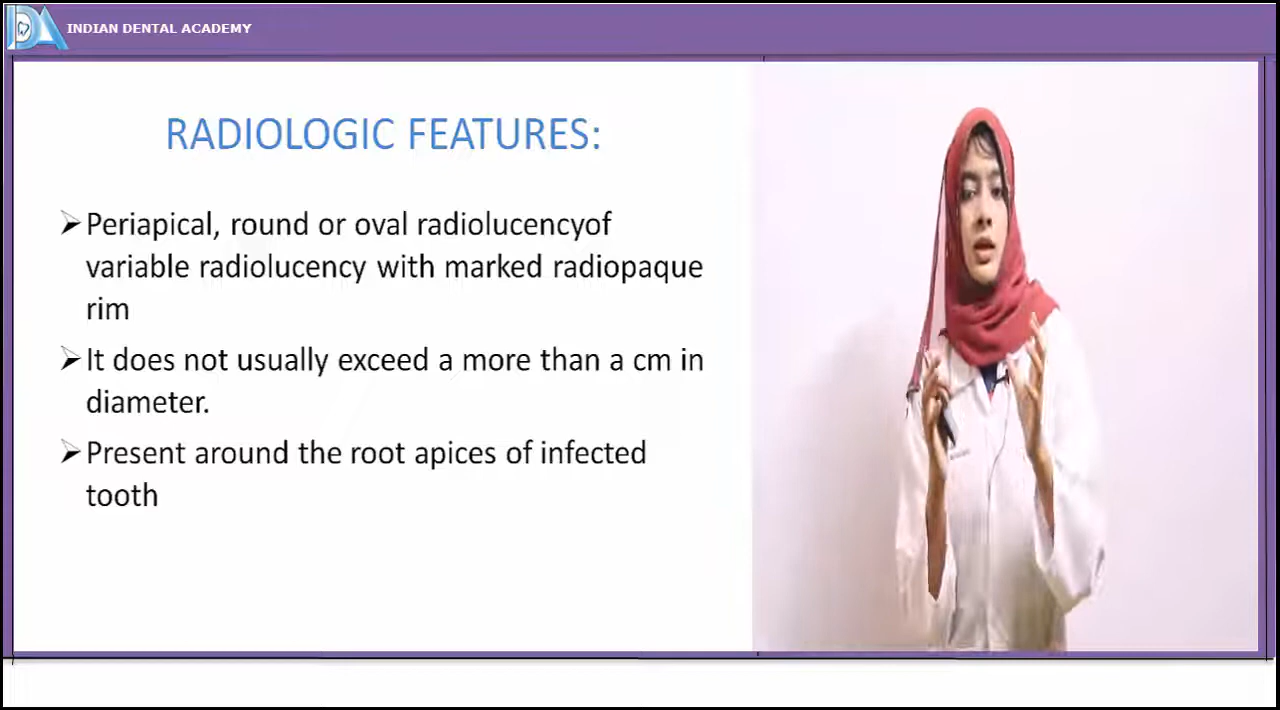 INDIAN DENTAL ACADEMY
RADIOLOGIC FEATURES:
Periapical, round or oval radiolucencyof
variable radiolucency with marked radiopaque
rim
It does not usually exceed a more than a cm in
diameter.
Present around the root apices of infected
tooth